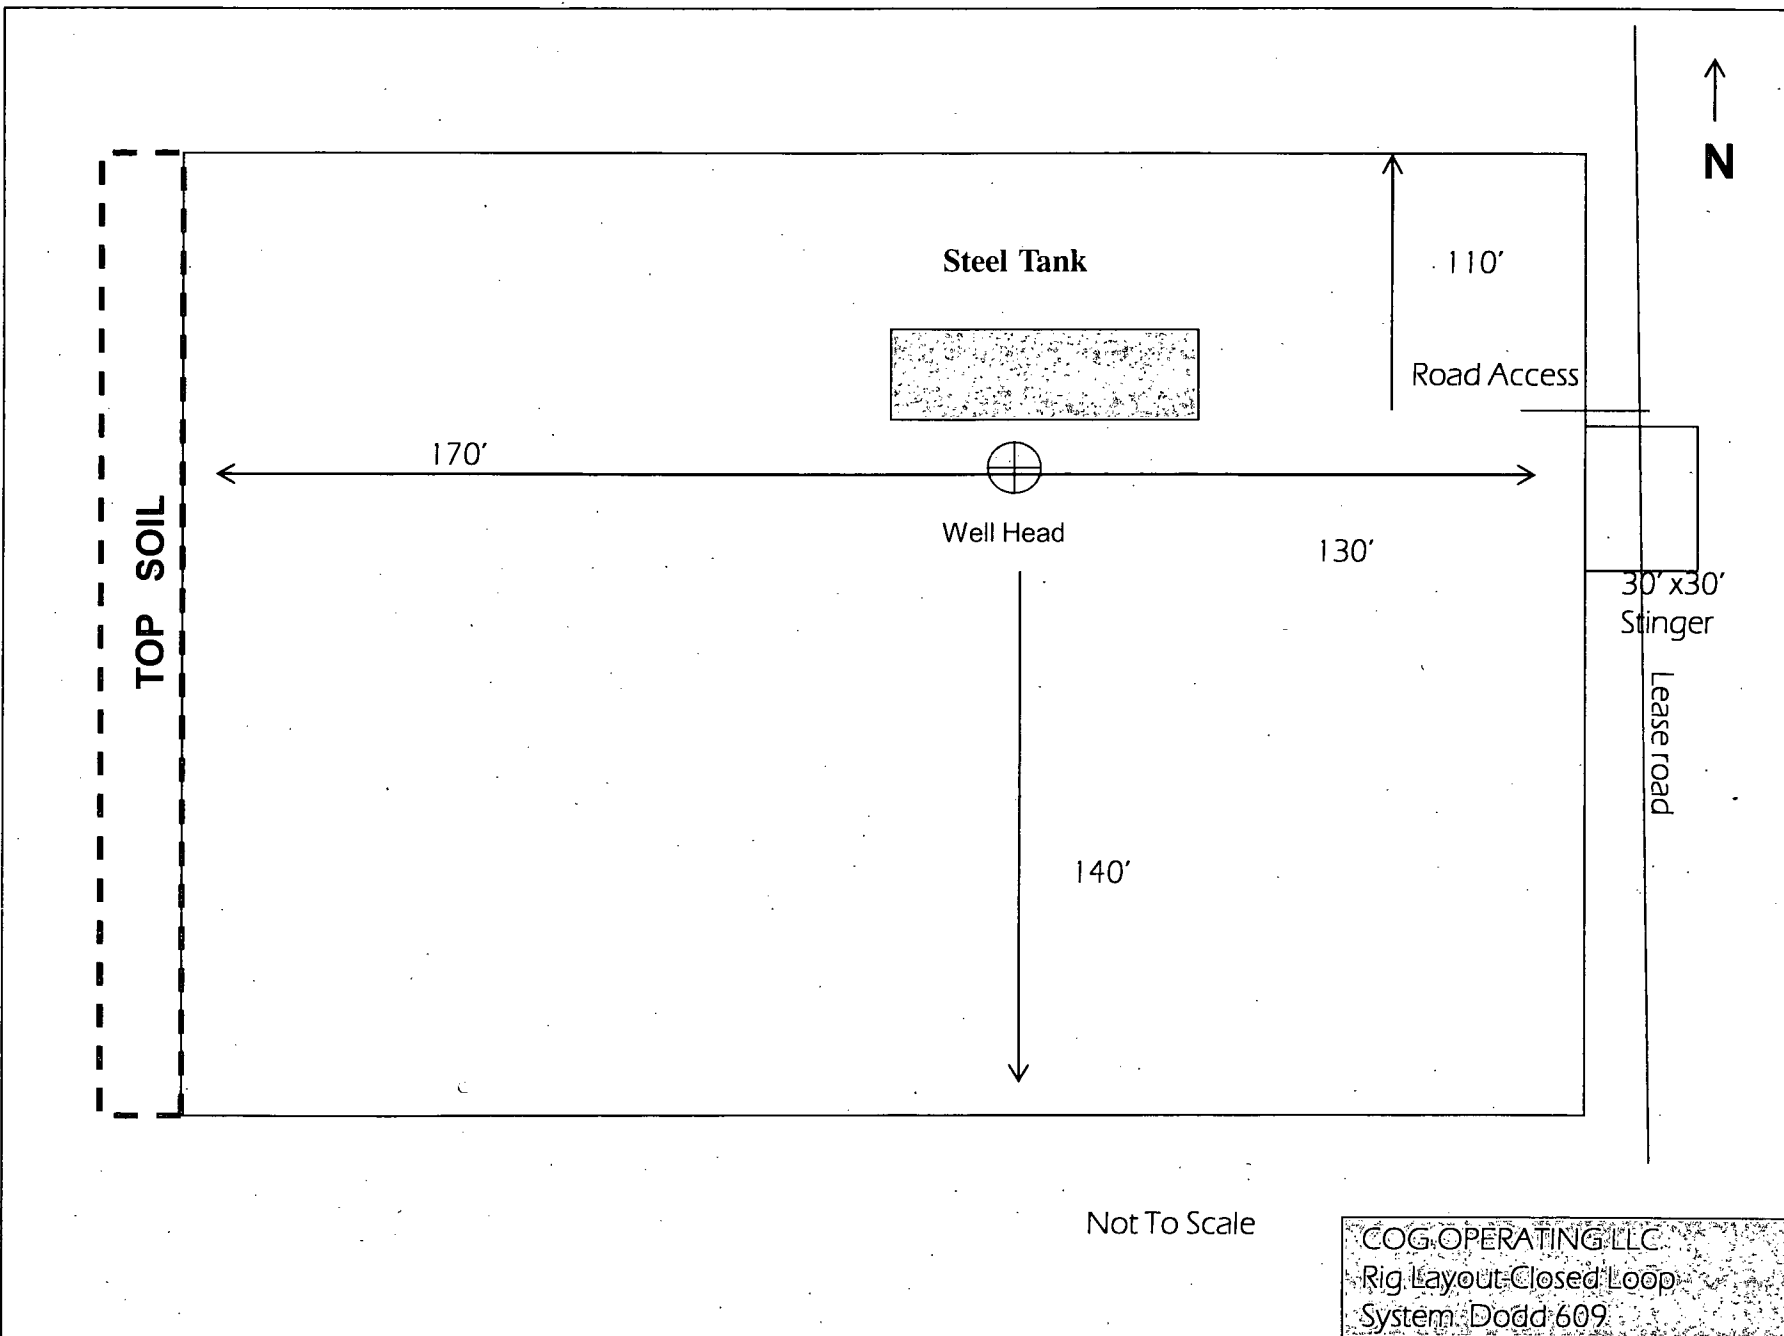 N
Steel Tank
110'
Road Access
170'
TOP SOIL
Well Head
130'
30'x30'
Stinger
Lease road
140'
Not To Scale
COG OPERATING LLC
Rig Layout-Closed Loop
System Dodd 609